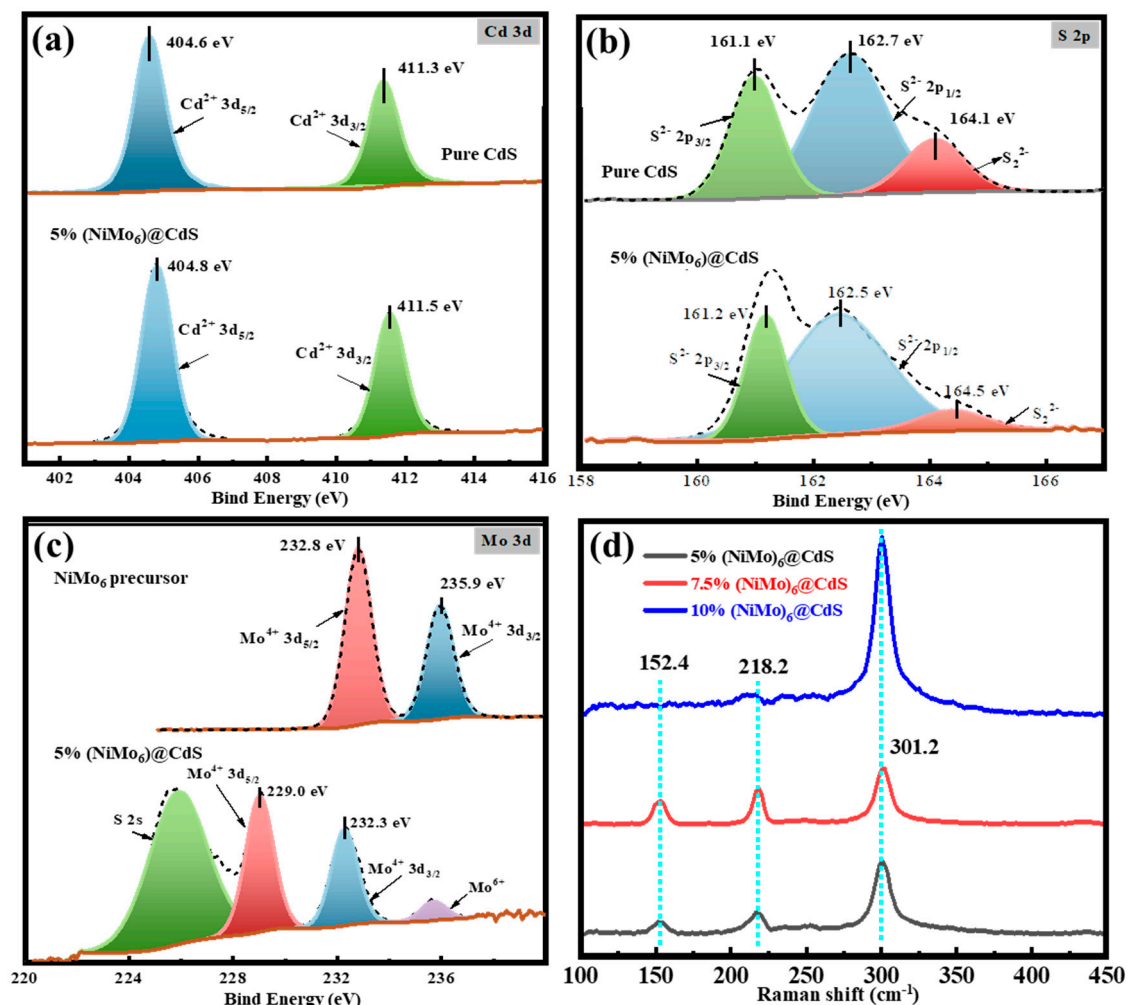 (a)
Cd 3d
404.6 eV
411.3 eV
Cd²⁺ 3d₅/₂
Cd²⁺ 3d₃/₂
Pure CdS
5% (NiMo₆)@CdS
404.8 eV
411.5 eV
Cd²⁺ 3d₅/₂
Cd²⁺ 3d₃/₂
402 404 406 408 410 412 414 416
Bind Energy (eV)
(b)
S 2p
161.1 eV
162.7 eV
S²⁻ 2p₁/₂
164.1 eV
S²⁻ 2p₃/₂
S₂²⁻
Pure CdS
5% (NiMo₆)@CdS
161.2 eV
162.5 eV
S²⁻ 2p₁/₂
S²⁻ 2p₃/₂
164.5 eV
S₂²⁻
158 160 162 164 166
Bind Energy (eV)
(c)
Mo 3d
232.8 eV
NiMo₆ precursor
235.9 eV
Mo⁴⁺ 3d₅/₂
Mo⁴⁺ 3d₃/₂
5% (NiMo₆)@CdS
Mo⁴⁺ 3d₅/₂
229.0 eV
S 2s
232.3 eV
Mo⁴⁺
3d₃/₂
Mo⁶⁺
220 224 228 232 236
Bind Energy (eV)
(d)
5% (NiMo)₆@CdS
7.5% (NiMo)₆@CdS
10% (NiMo)₆@CdS
152.4
218.2
301.2
100 150 200 250 300 350 400 450
Raman shift (cm⁻¹)